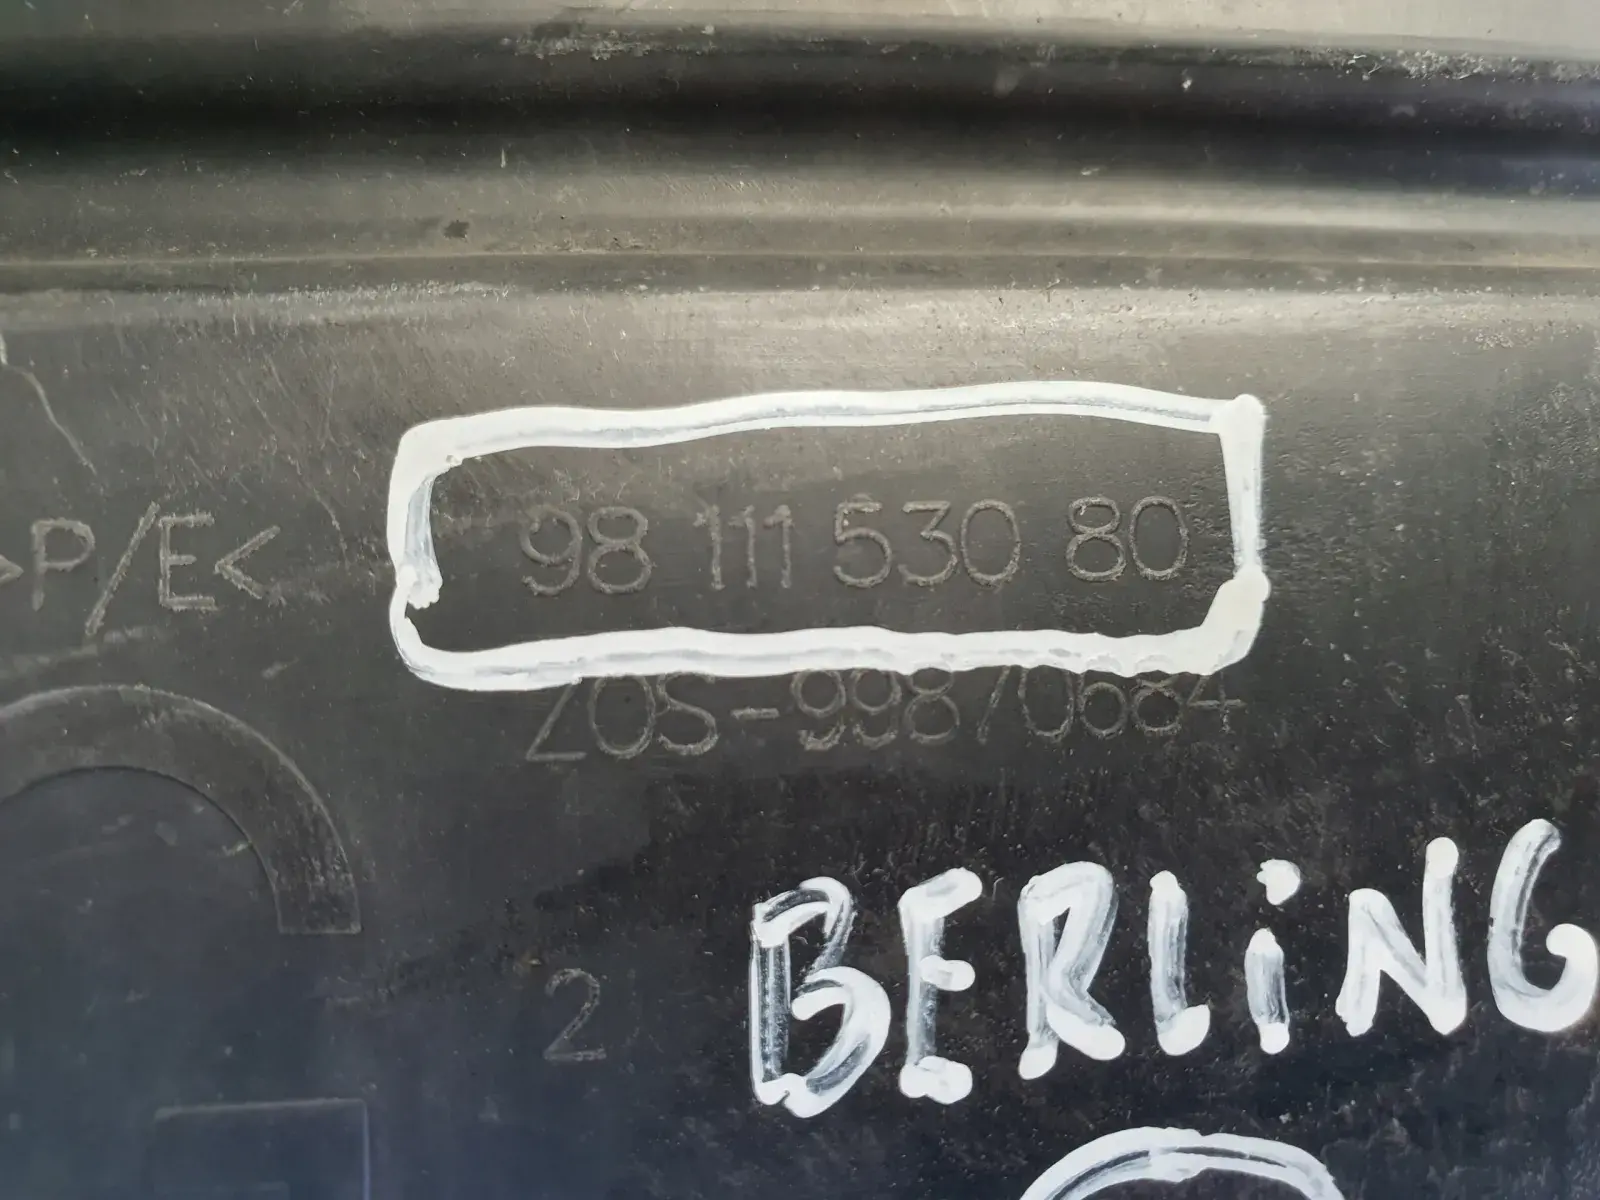 >P/E<
98 111 530 80
ZOS-99870684
2
BERLiNG